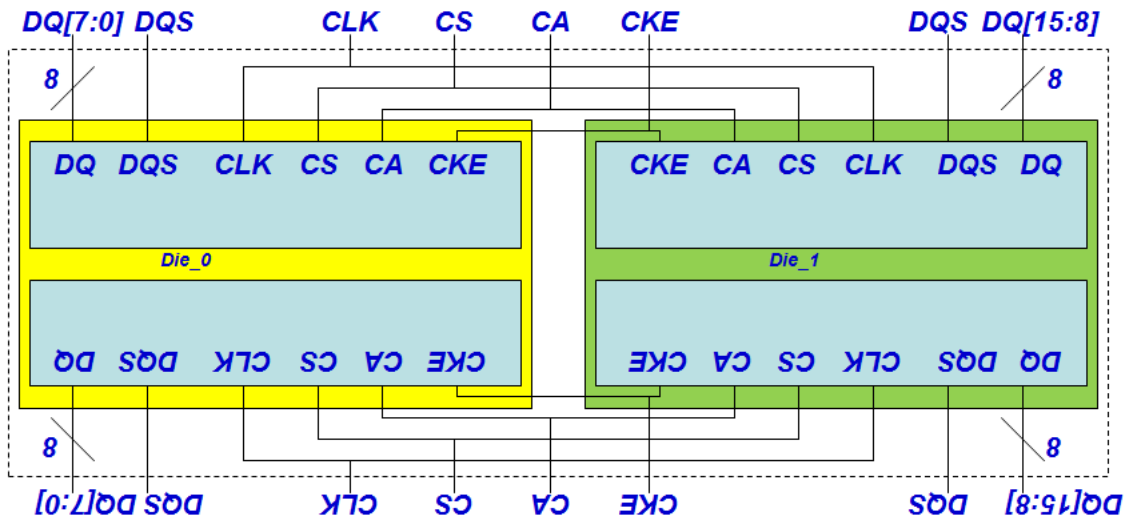 DQ[7:0] DQS CLK CS CA CKE DQS DQ[15:8]
8 8
DQ DQS CLK CS CA CKE CKE CA CS CLK DQS DQ
Die_0 Die_1
DQ DQS CLK CS CA CKE CKE CA CS CLK DQS DQ
8 8
DQ[7:0] DQS CLK CS CA CKE DQS DQ[15:8]